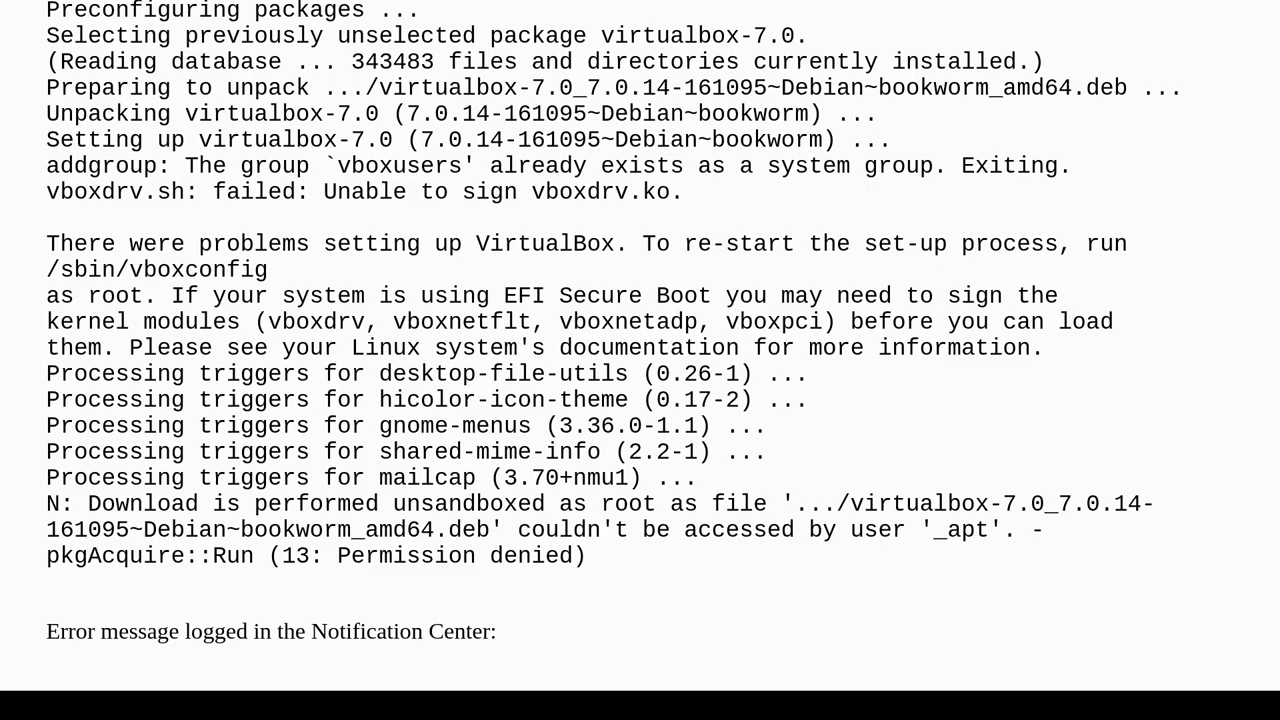 Preconfiguring packages ...
Selecting previously unselected package virtualbox-7.0.
(Reading database ... 343483 files and directories currently installed.)
Preparing to unpack .../virtualbox-7.0_7.0.14-161095~Debian~bookworm_amd64.deb ...
Unpacking virtualbox-7.0 (7.0.14-161095~Debian~bookworm) ...
Setting up virtualbox-7.0 (7.0.14-161095~Debian~bookworm) ...
addgroup: The group `vboxusers' already exists as a system group. Exiting.
vboxdrv.sh: failed: Unable to sign vboxdrv.ko.
There were problems setting up VirtualBox. To re-start the set-up process, run
/sbin/vboxconfig
as root. If your system is using EFI Secure Boot you may need to sign the
kernel modules (vboxdrv, vboxnetflt, vboxnetadp, vboxpci) before you can load
them. Please see your Linux system's documentation for more information.
Processing triggers for desktop-file-utils (0.26-1) ...
Processing triggers for hicolor-icon-theme (0.17-2) ...
Processing triggers for gnome-menus (3.36.0-1.1) ...
Processing triggers for shared-mime-info (2.2-1) ...
Processing triggers for mailcap (3.70+nmu1) ...
N: Download is performed unsandboxed as root as file '.../virtualbox-7.0_7.0.14-
161095~Debian~bookworm_amd64.deb' couldn't be accessed by user '_apt'. -
pkgAcquire::Run (13: Permission denied)
Error message logged in the Notification Center: